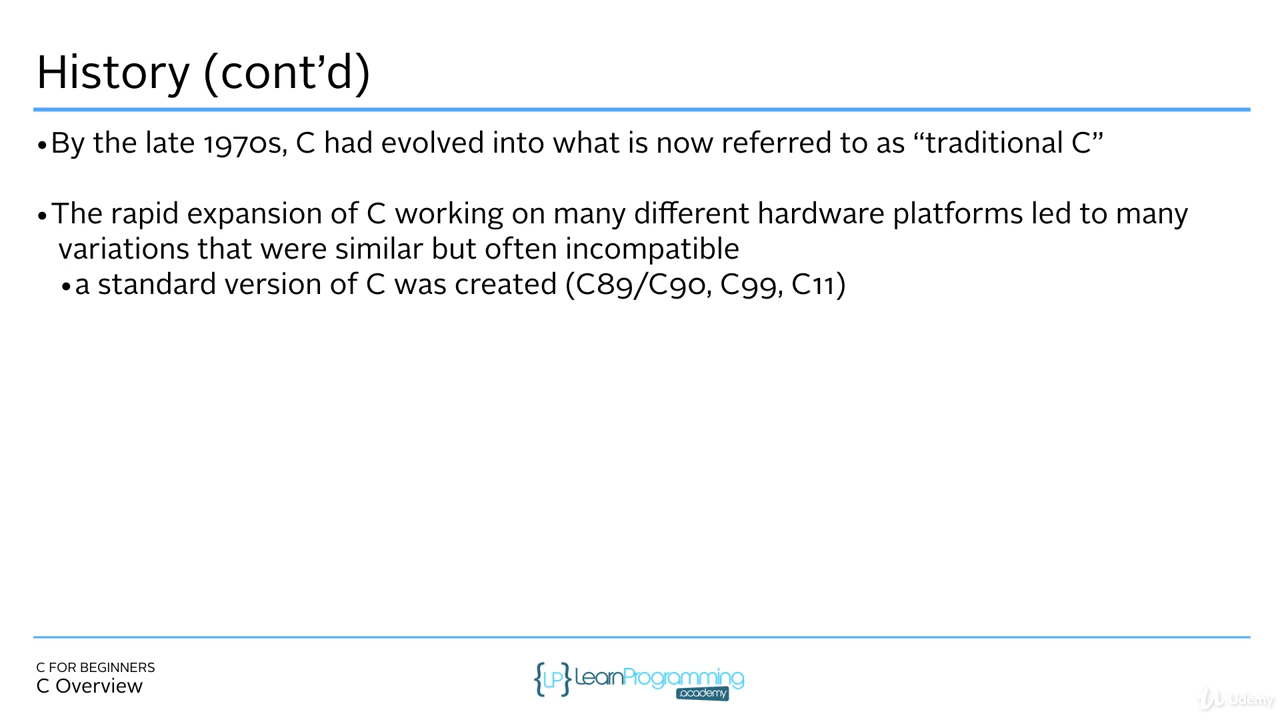 History (cont’d)
•By the late 1970s, C had evolved into what is now referred to as “traditional C”
•The rapid expansion of C working on many different hardware platforms led to many
variations that were similar but often incompatible
•a standard version of C was created (C89/C90, C99, C11)
C FOR BEGINNERS
C Overview
{LP} LearnProgramming
.academy
Udemy